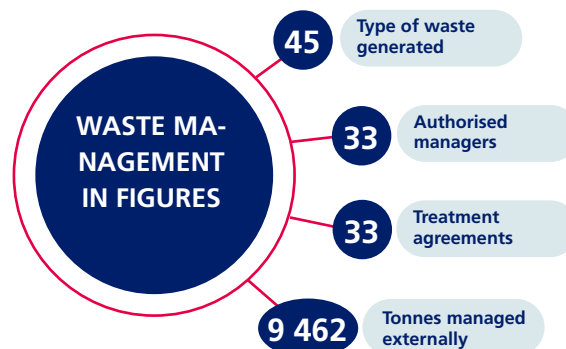 WASTE MA-
NAGEMENT
IN FIGURES
45
Type of waste
generated
33
Authorised
managers
33
Treatment
agreements
9 462
Tonnes managed
externally